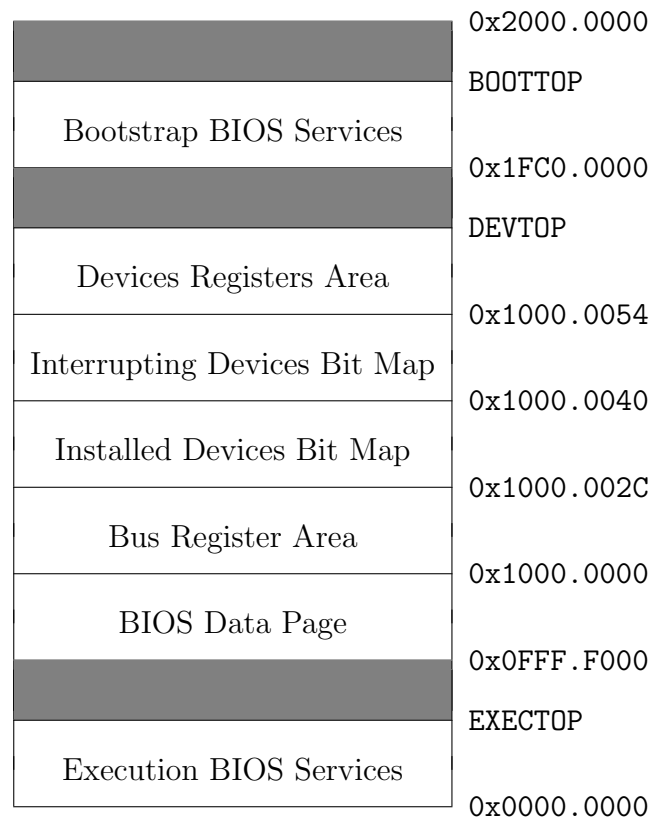 0x2000.0000
BOOTTOP
Bootstrap BIOS Services
0x1FC0.0000
DEVTOP
Devices Registers Area
0x1000.0054
Interrupting Devices Bit Map
0x1000.0040
Installed Devices Bit Map
0x1000.002C
Bus Register Area
0x1000.0000
BIOS Data Page
0x0FFF.F000
EXECTOP
Execution BIOS Services
0x0000.0000